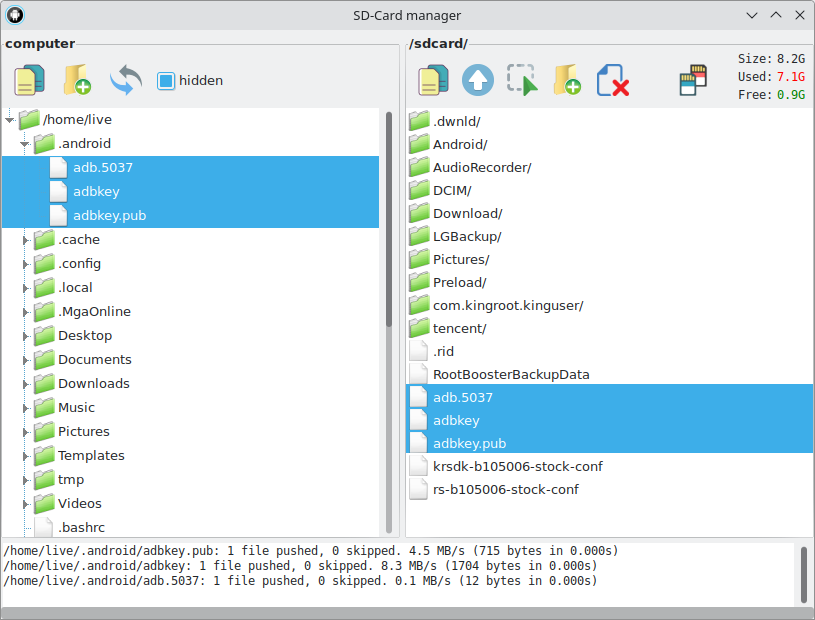 SD-Card manager
computer
hidden
/home/live
.android
adb.5037
adbkey
adbkey.pub
.cache
.config
.local
.MgaOnline
Desktop
Documents
Downloads
Music
Pictures
Templates
tmp
Videos
.bashrc
/sdcard/
Size: 8.2G
Used: 7.1G
Free: 0.9G
.dwnld/
Android/
AudioRecorder/
DCIM/
Download/
LGBackup/
Pictures/
Preload/
com.kingroot.kinguser/
tencent/
.rid
RootBoosterBackupData
adb.5037
adbkey
adbkey.pub
krsdk-b105006-stock-conf
rs-b105006-stock-conf
/home/live/.android/adbkey.pub: 1 file pushed, 0 skipped. 4.5 MB/s (715 bytes in 0.000s)
/home/live/.android/adbkey: 1 file pushed, 0 skipped. 8.3 MB/s (1704 bytes in 0.000s)
/home/live/.android/adb.5037: 1 file pushed, 0 skipped. 0.1 MB/s (12 bytes in 0.000s)